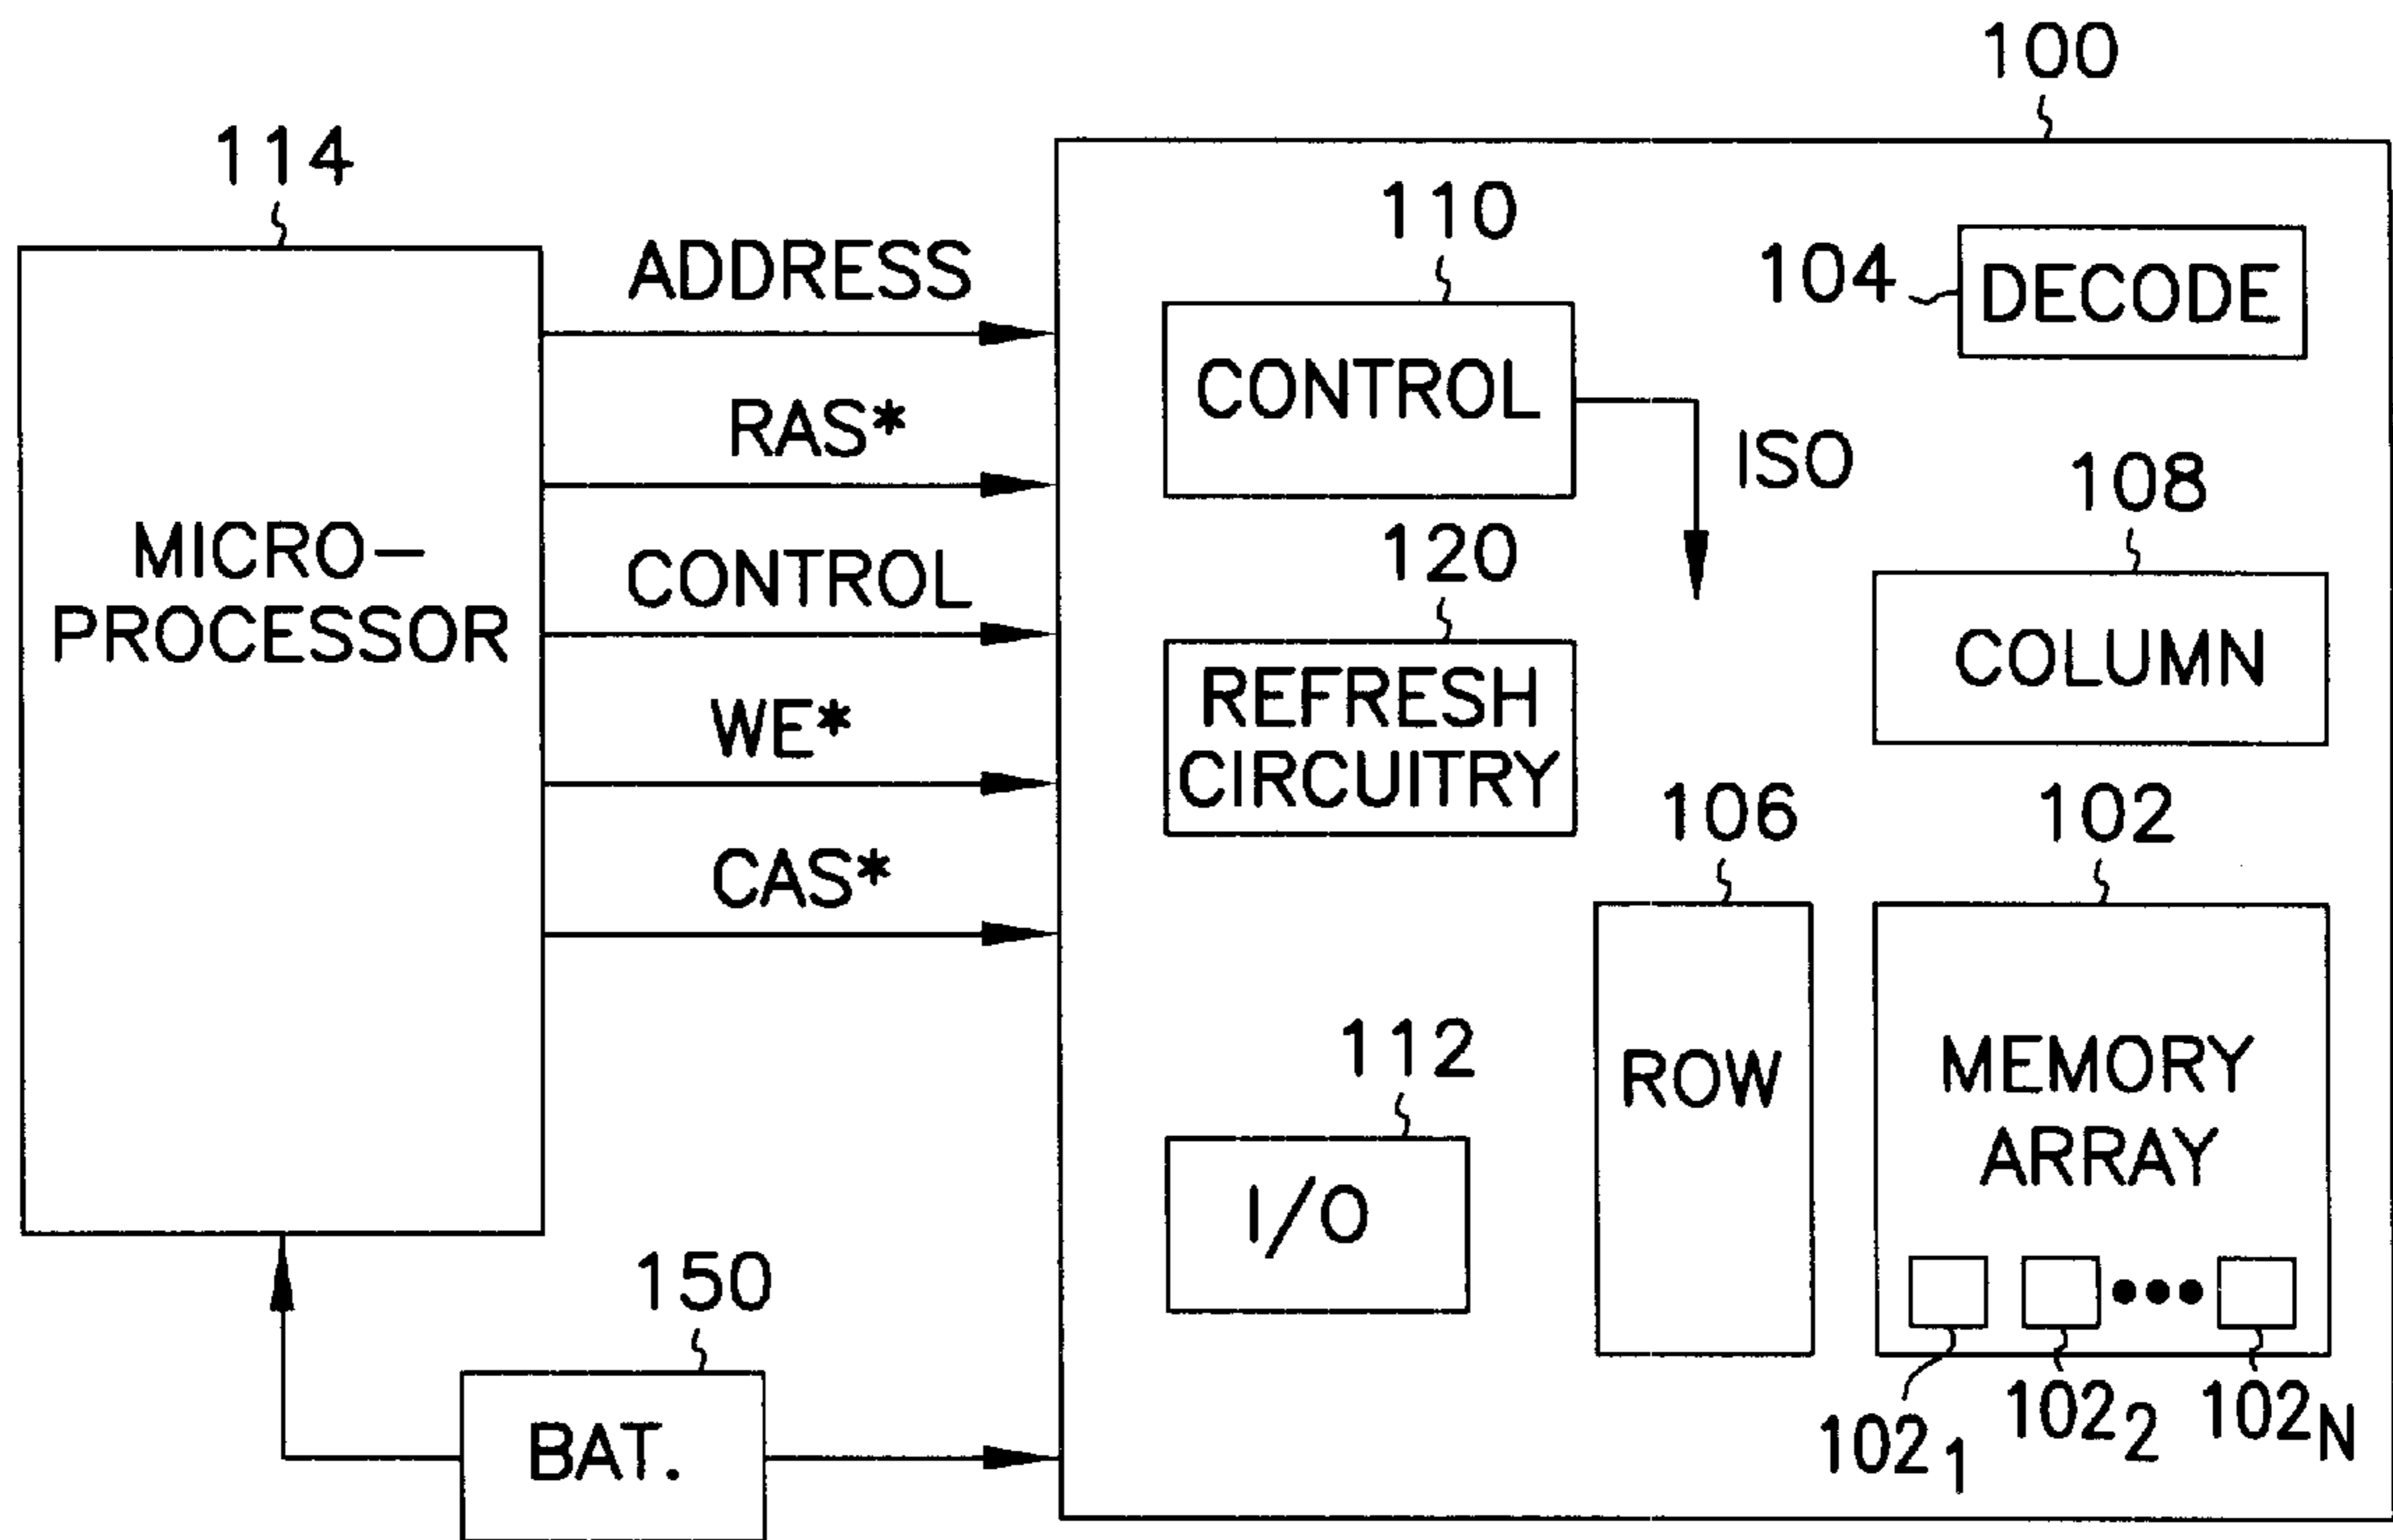 100
114
110
ADDRESS
104
DECODE
CONTROL
RAS*
ISO
108
MICRO-
PROCESSOR
120
CONTROL
COLUMN
REFRESH
CIRCUITRY
WE*
106
102
CAS*
112
ROW
MEMORY
ARRAY
I/O
150
BAT.
102₁
102₂
102N